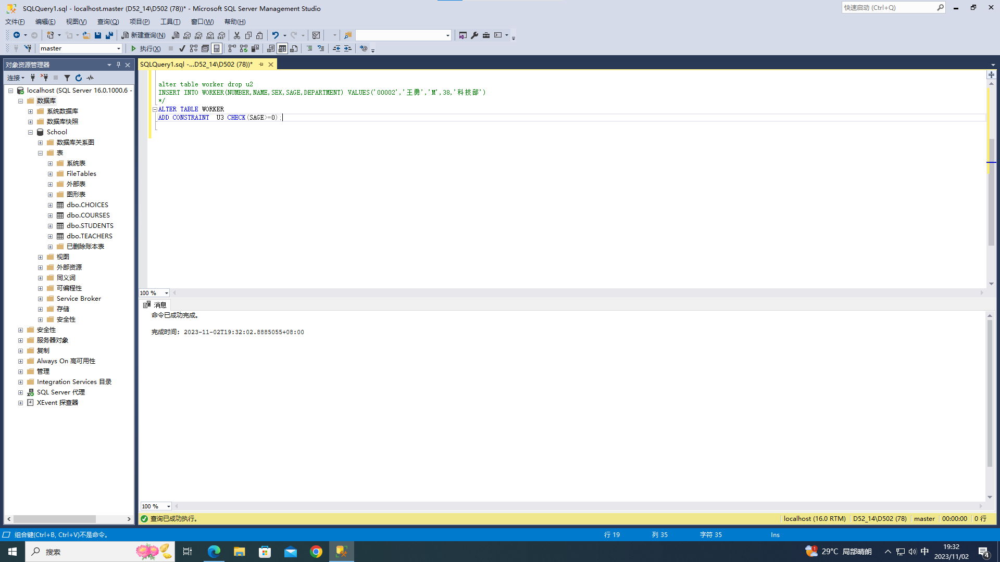 SQLQuery1.sql - localhost.master (D52_14\D502 (78))* - Microsoft SQL Server Management Studio
快速启动 (Ctrl+Q)
文件(F) 编辑(E) 视图(V) 查询(Q) 项目(P) 工具(T) 窗口(W) 帮助(H)
新建查询(N) MDX DMX XMLA DAX
master 执行(X)
对象资源管理器
SQLQuery1.sql -...D52_14\D502 (78))*
连接
localhost (SQL Server 16.0.1000.6 -
数据库
系统数据库
数据库快照
School
数据库关系图
表
系统表
FileTables
外部表
图形表
dbo.CHOICES
dbo.COURSES
dbo.STUDENTS
dbo.TEACHERS
已删除账本表
视图
外部资源
同义词
可编程性
Service Broker
存储
安全性
安全性
服务器对象
复制
Always On 高可用性
管理
Integration Services 目录
SQL Server 代理
XEvent 探查器
alter table worker drop u2
INSERT INTO WORKER(NUMBER,NAME,SEX,SAGE,DEPARTMENT) VALUES('00002','王勇','M',38,'科技部')
*/
ALTER TABLE WORKER
ADD CONSTRAINT  U3 CHECK(SAGE>=0);
100 %
消息
命令已成功完成。
完成时间: 2023-11-02T19:32:02.8885055+08:00
100 %
查询已成功执行。
localhost (16.0 RTM) D52_14\D502 (78) master 00:00:00 0 行
组合键(Ctrl+B, Ctrl+V)不是命令。 行 19 列 35 字符 35 Ins
搜索
1 29°C 局部晴朗 中 19:32
2023/11/02
4